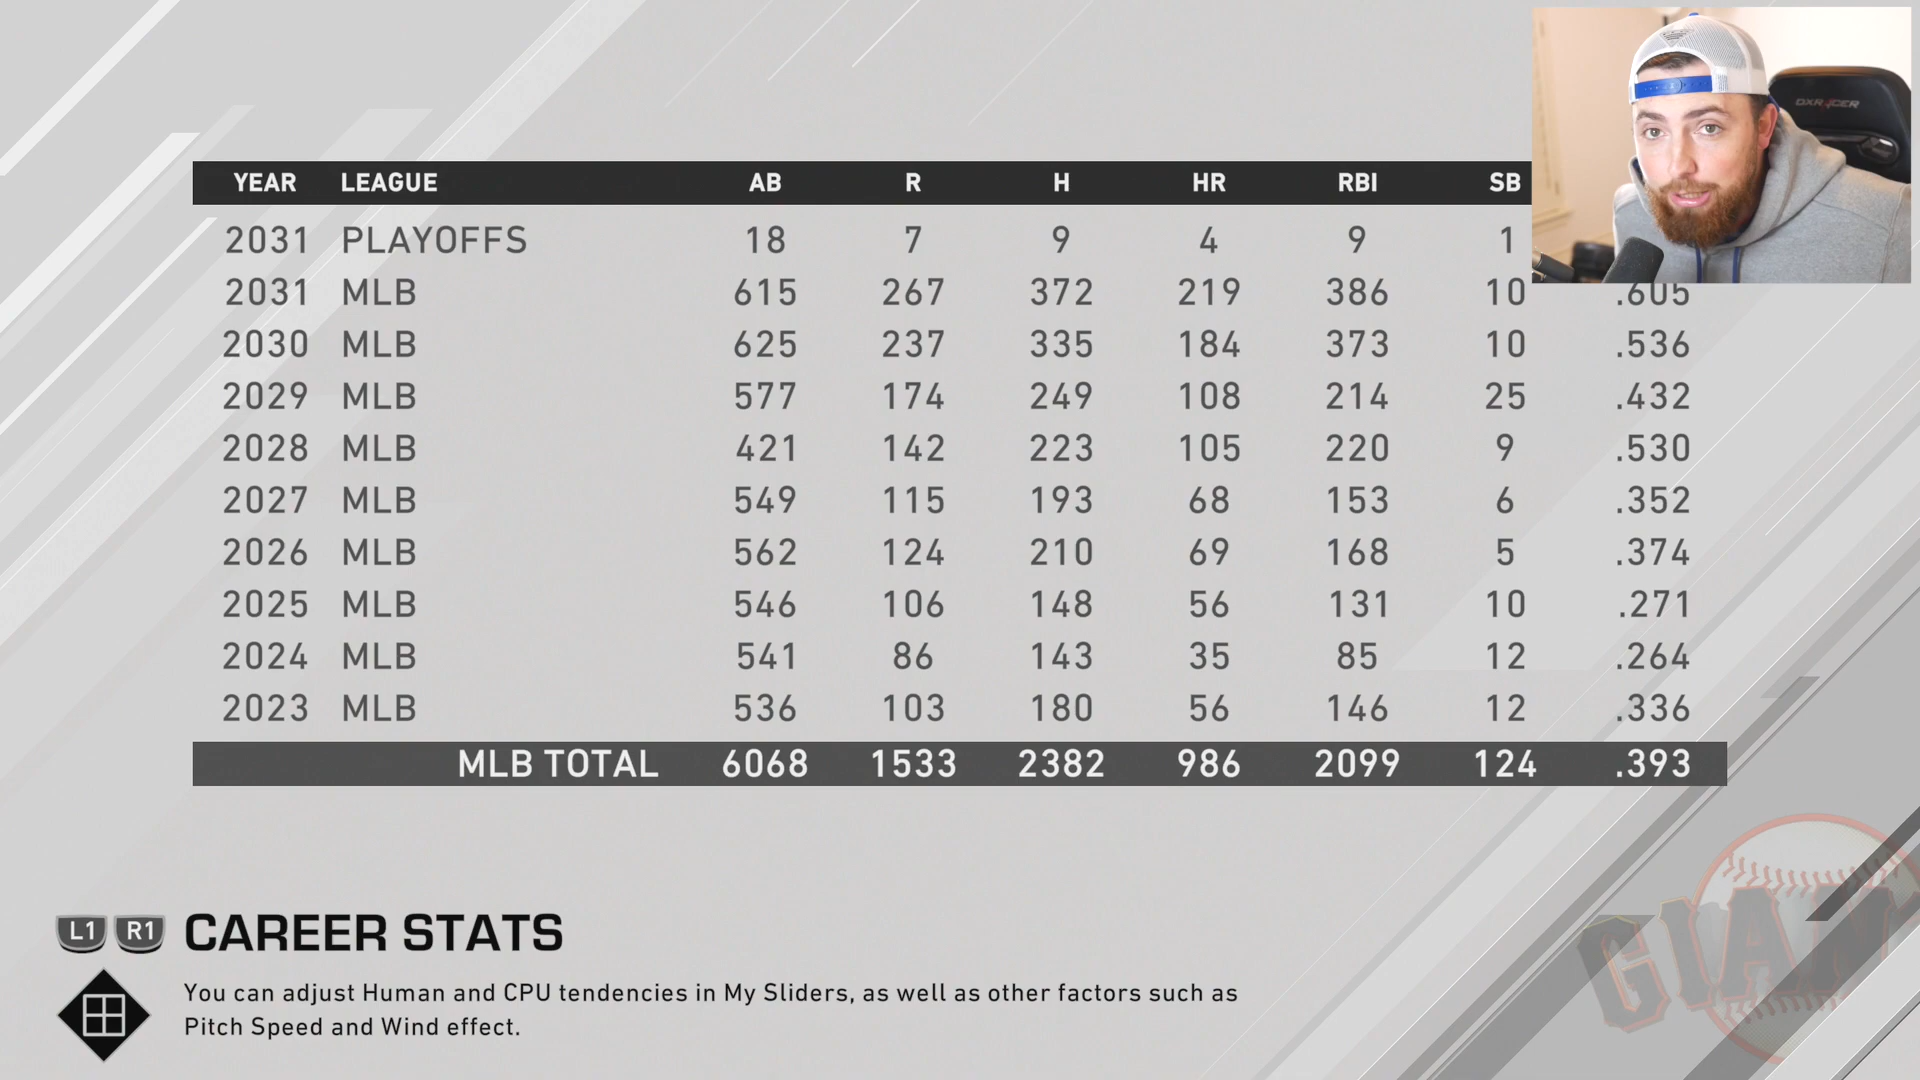 YEAR LEAGUE AB R H HR RBI SB
2031 PLAYOFFS 18 7 9 4 9 1
2031 MLB 615 267 372 219 386 10 .605
2030 MLB 625 237 335 184 373 10 .536
2029 MLB 577 174 249 108 214 25 .432
2028 MLB 421 142 223 105 220 9 .530
2027 MLB 549 115 193 68 153 6 .352
2026 MLB 562 124 210 69 168 5 .374
2025 MLB 546 106 148 56 131 10 .271
2024 MLB 541 86 143 35 85 12 .264
2023 MLB 536 103 180 56 146 12 .336
MLB TOTAL 6068 1533 2382 986 2099 124 .393
L1 R1 CAREER STATS
You can adjust Human and CPU tendencies in My Sliders, as well as other factors such as
Pitch Speed and Wind effect.
GIAN